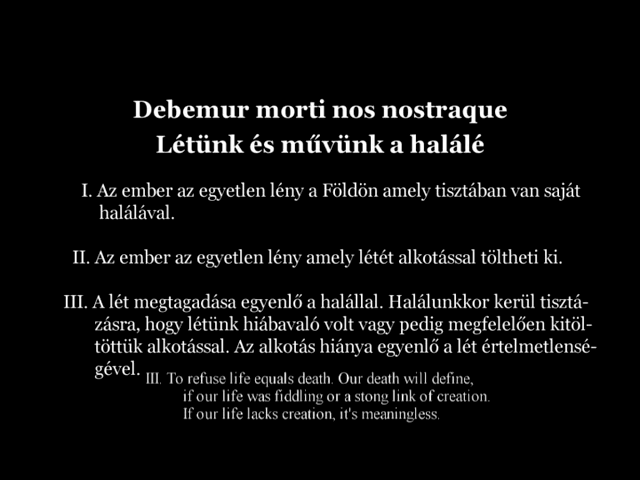 Debemur morti nos nostraque
Létünk és művünk a halálé
I. Az ember az egyetlen lény a Földön amely tisztában van saját
halálával.
II. Az ember az egyetlen lény amely létét alkotással töltheti ki.
III. A lét megtagadása egyenlő a halállal. Halálunkkor kerül tisztá-
zásra, hogy létünk hiábavaló volt vagy pedig megfelelően kitöl-
töttük alkotással. Az alkotás hiánya egyenlő a lét értelmetlensé-
gével.
III. To refuse life equals death. Our death will define,
if our life was fiddling or a stong link of creation.
If our life lacks creation, it's meaningless.